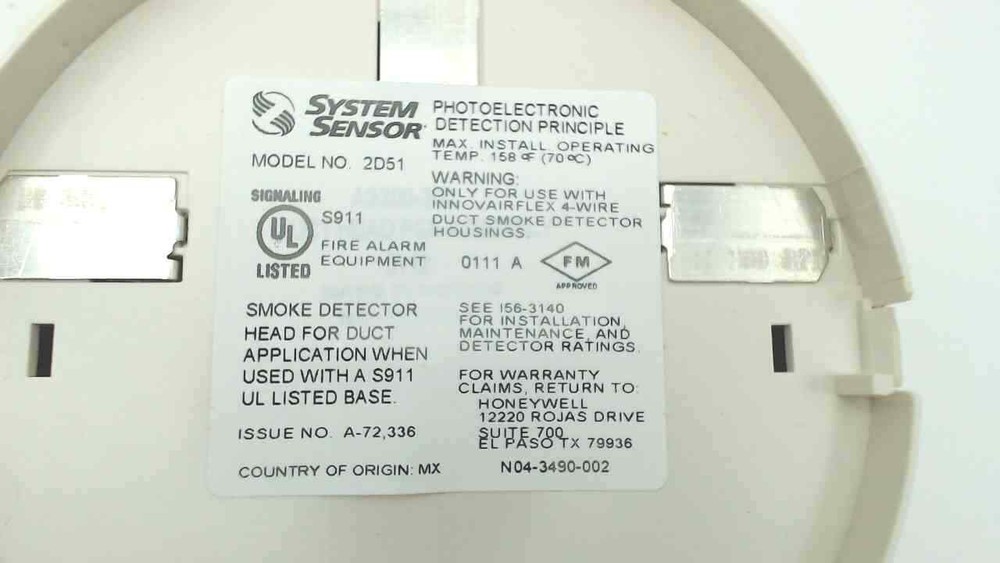 SYSTEM
SENSOR
MODEL NO. 2D51
SIGNALING
UL
LISTED
S911
FIRE ALARM
EQUIPMENT
SMOKE DETECTOR
HEAD FOR DUCT
APPLICATION WHEN
USED WITH A S911
UL LISTED BASE.
ISSUE NO. A-72,336
COUNTRY OF ORIGIN: MX
PHOTOELECTRONIC
DETECTION PRINCIPLE
MAX. INSTALL. OPERATING
TEMP. 158 ºF (70 ºC)
WARNING:
ONLY FOR USE WITH
INNOVAIRFLEX 4-WIRE
DUCT SMOKE DETECTOR
HOUSINGS.
0111 A
FM
APPROVED
SEE I56-3140
FOR INSTALLATION,
MAINTENANCE, AND
DETECTOR RATINGS.
FOR WARRANTY
CLAIMS, RETURN TO:
HONEYWELL
12220 ROJAS DRIVE
SUITE 700
EL PASO TX 79936
N04-3490-002